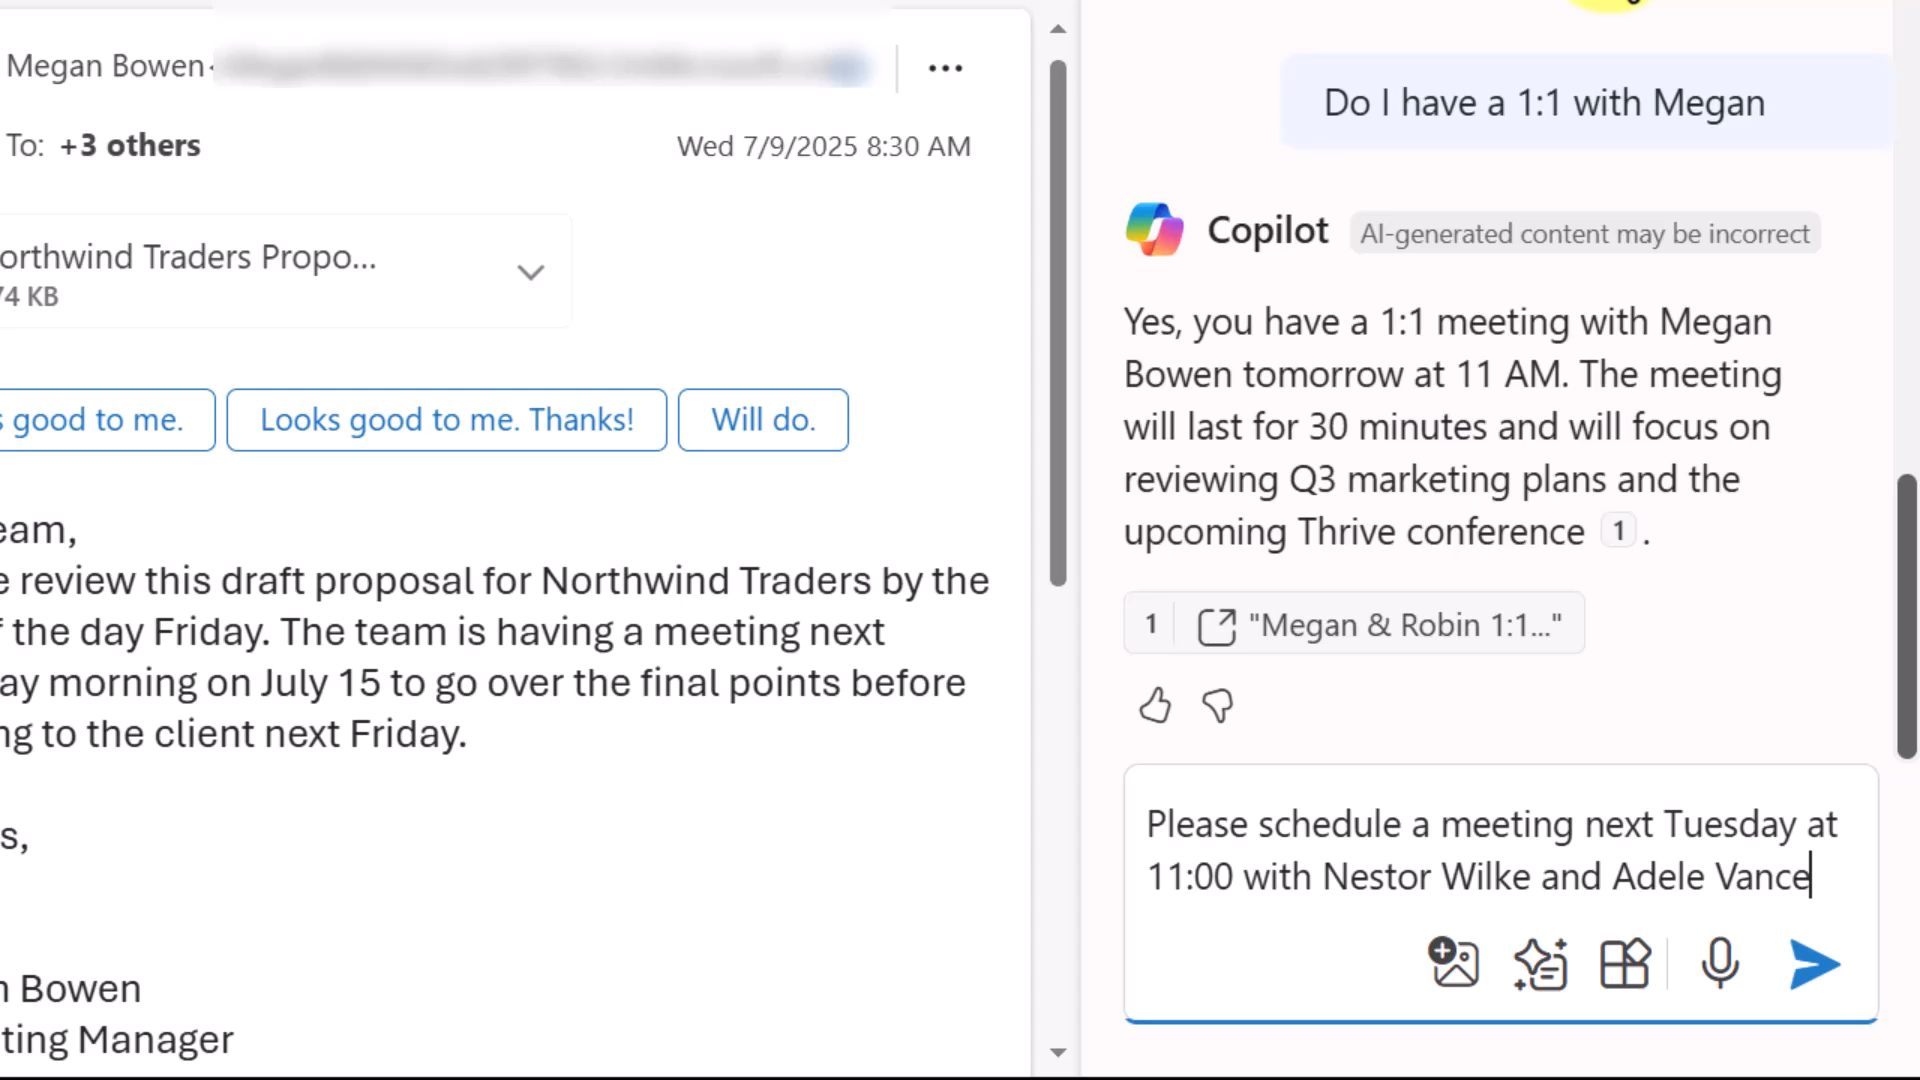 Megan Bowen
To: +3 others
Wed 7/9/2025 8:30 AM
orthwind Traders Propo...
74 KB
s good to me.
Looks good to me. Thanks!
Will do.
eam,
e review this draft proposal for Northwind Traders by the
f the day Friday. The team is having a meeting next
ay morning on July 15 to go over the final points before
ng to the client next Friday.
s,
n Bowen
ting Manager
Do I have a 1:1 with Megan
Copilot
AI-generated content may be incorrect
Yes, you have a 1:1 meeting with Megan
Bowen tomorrow at 11 AM. The meeting
will last for 30 minutes and will focus on
reviewing Q3 marketing plans and the
upcoming Thrive conference 1.
1 "Megan & Robin 1:1..."
Please schedule a meeting next Tuesday at
11:00 with Nestor Wilke and Adele Vance